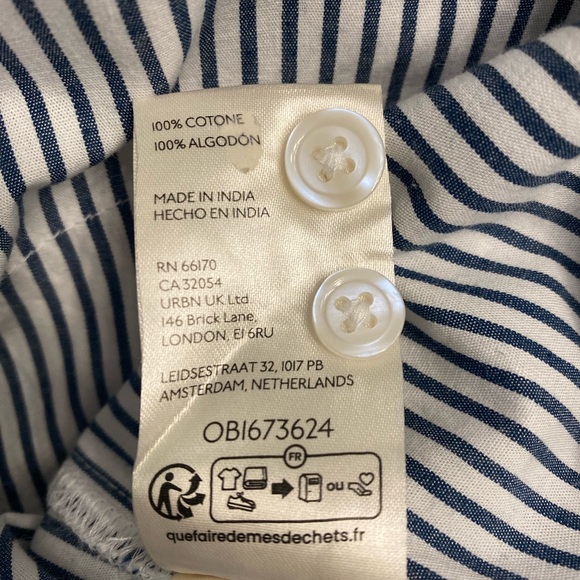 100% COTONE
100% ALGODÓN
MADE IN INDIA
HECHO EN INDIA
RN 66170
CA 32054
URBN UK Ltd
146 Brick Lane,
LONDON, E1 6RU
LEIDSESTRAAT 32, 1017 PB
AMSTERDAM, NETHERLANDS
OB1673624
FR
ou
quefairedemesdechets.fr